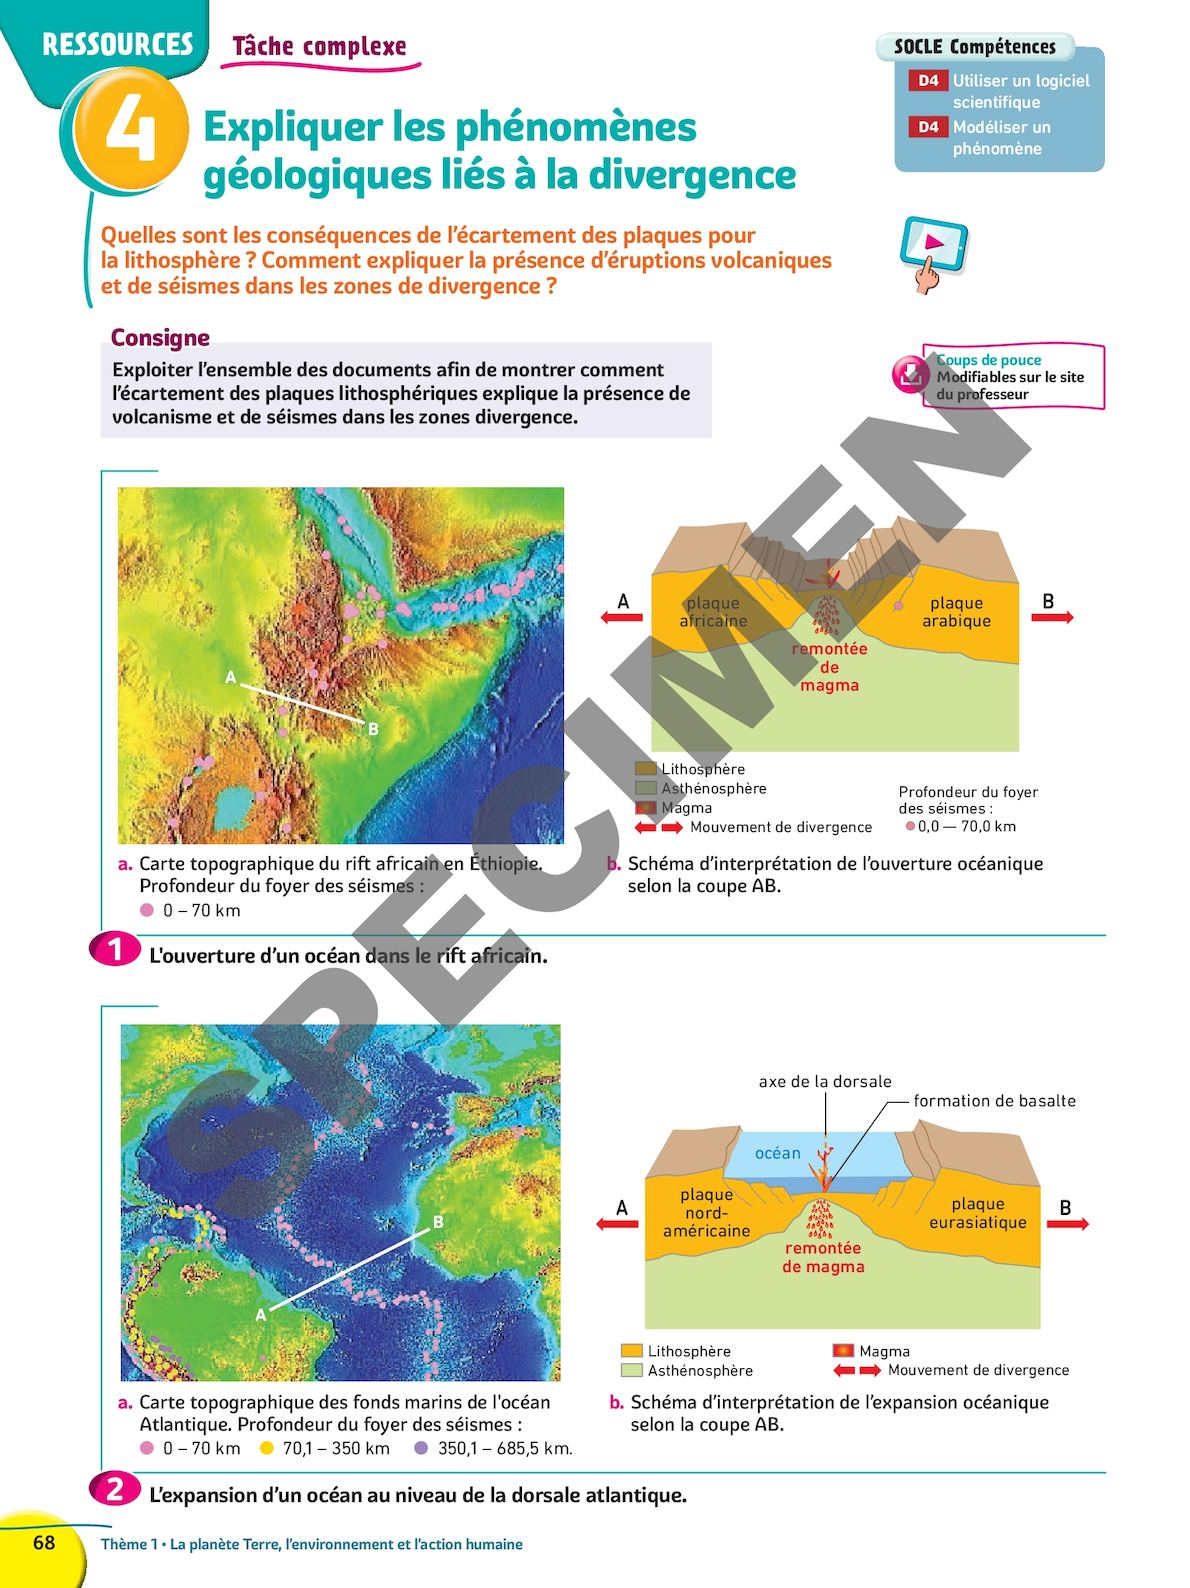 RESSOURCES
Tâche complexe
SOCLE Compétences
D4 Utiliser un logiciel
scientifique
D4 Modéliser un
phénomène
4
Expliquer les phénomènes
géologiques liés à la divergence
Quelles sont les conséquences de l'écartement des plaques pour
la lithosphère ? Comment expliquer la présence d'éruptions volcaniques
et de séismes dans les zones de divergence ?
Consigne
Exploiter l'ensemble des documents afin de montrer comment
l'écartement des plaques lithosphériques explique la présence de
volcanisme et de séismes dans les zones divergence.
Coups de pouce
Modifiables sur le site
du professeur
A
B
A
plaque
africaine
plaque
arabique
B
remontée
de
magma
Lithosphère
Asthénosphère
Magma
Mouvement de divergence
Profondeur du foyer
des séismes :
0,0 — 70,0 km
a. Carte topographique du rift africain en Éthiopie.
Profondeur du foyer des séismes :
0 – 70 km
b. Schéma d'interprétation de l'ouverture océanique
selon la coupe AB.
1 L'ouverture d'un océan dans le rift africain.
A
B
axe de la dorsale
formation de basalte
océan
A
plaque
nord-
américaine
plaque
eurasiatique
B
remontée
de magma
Lithosphère
Asthénosphère
Magma
Mouvement de divergence
a. Carte topographique des fonds marins de l'océan
Atlantique. Profondeur du foyer des séismes :
0 – 70 km 70,1 – 350 km 350,1 – 685,5 km.
b. Schéma d'interprétation de l'expansion océanique
selon la coupe AB.
2 L'expansion d'un océan au niveau de la dorsale atlantique.
68 Thème 1 • La planète Terre, l'environnement et l'action humaine
SPECIMEN